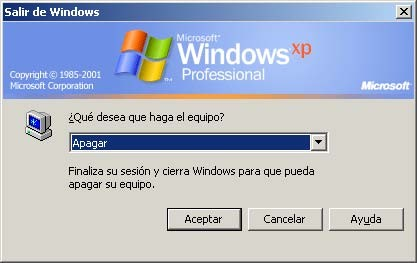 Salir de Windows
Microsoft®
Windows xp
Professional
Copyright © 1985-2001
Microsoft Corporation
Microsoft
¿Qué desea que haga el equipo?
Apagar
Finaliza su sesión y cierra Windows para que pueda
apagar su equipo.
Aceptar
Cancelar
Ayuda